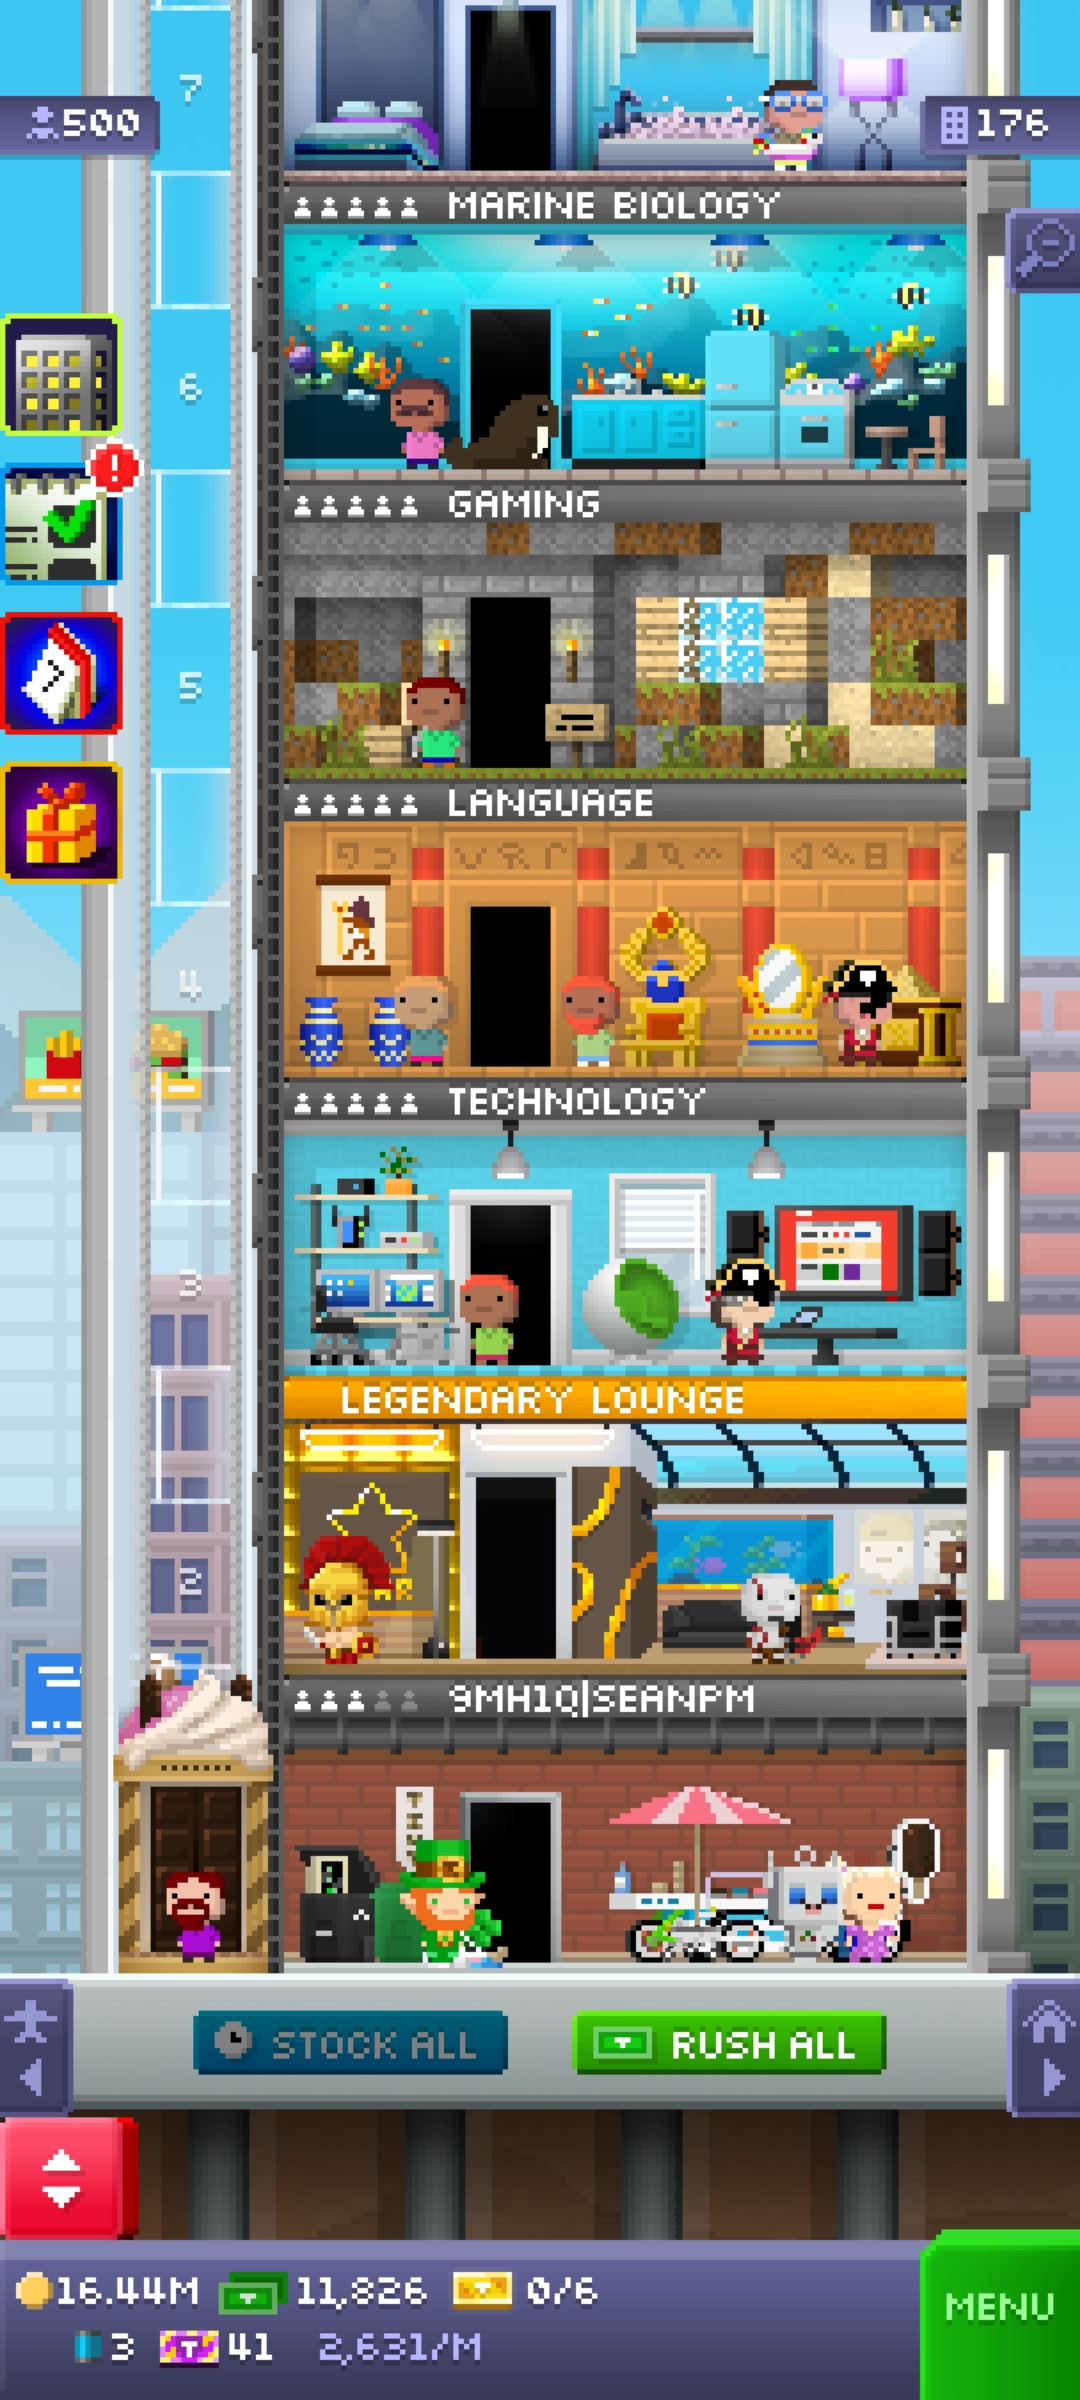 7
500
176
MARINE BIOLOGY
6
GAMING
5
LANGUAGE
4
TECHNOLOGY
3
LEGENDARY LOUNGE
2
9MH1Q|SEANPM
STOCK ALL
RUSH ALL
16.44M 11,826 0/6
3 41 2,631/M
MENU